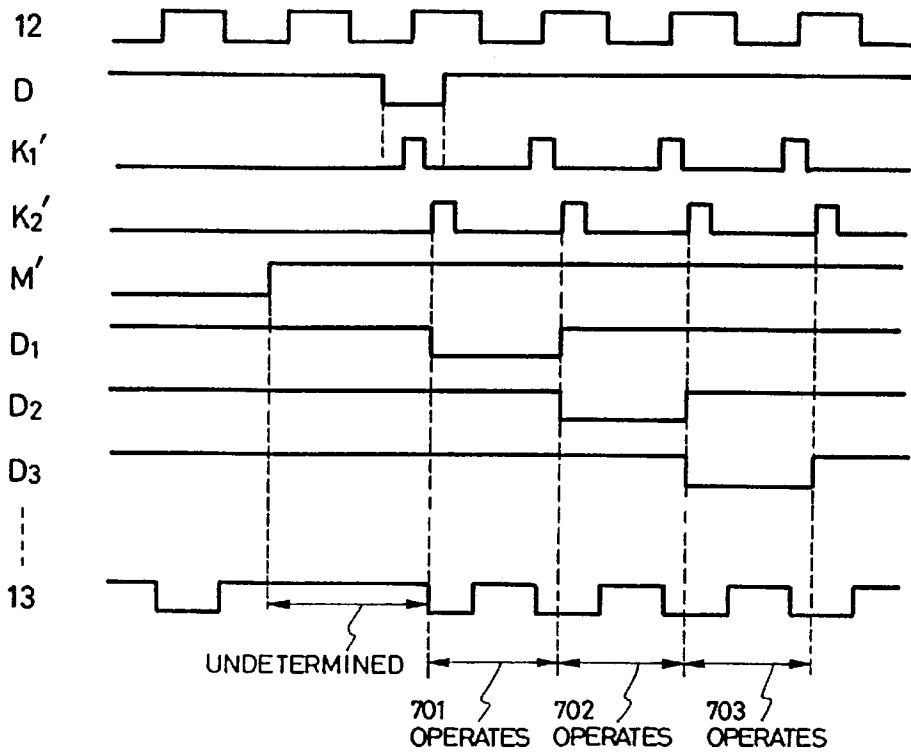 12
D
K1'
K2'
M'
D1
D2
D3
13
UNDETERMINED
701 OPERATES
702 OPERATES
703 OPERATES